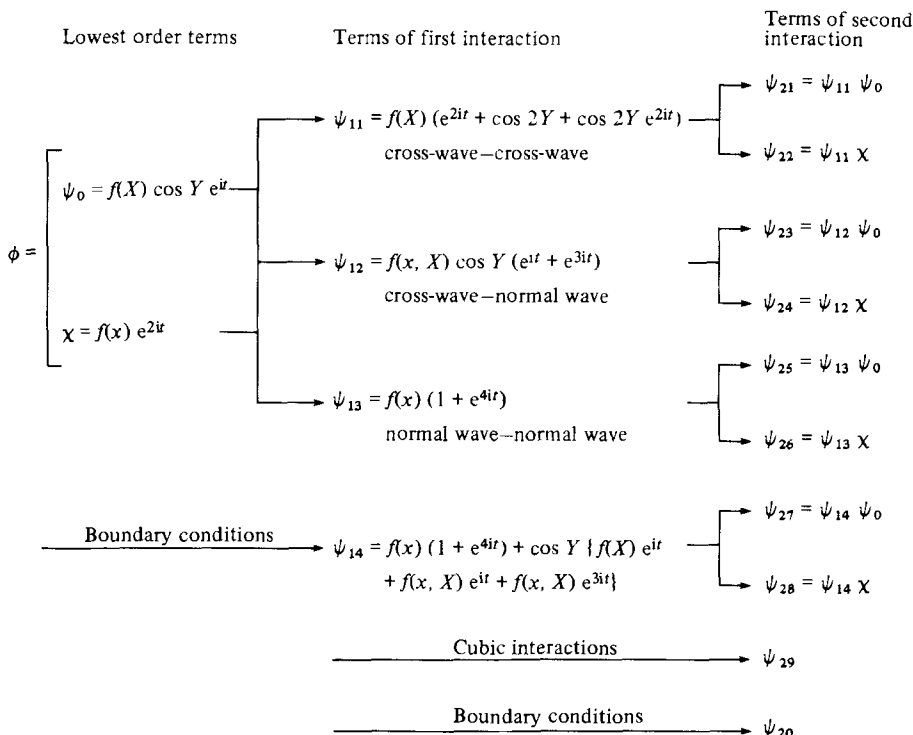 Lowest order terms
Terms of first interaction
Terms of second interaction
ϕ =
ψ₀ = f(X) cos Y e^{it}
χ = f(x) e^{2it}
ψ₁₁ = f(X) (e^{2it} + cos 2Y + cos 2Y e^{2it})
cross-wave–cross-wave
ψ₂₁ = ψ₁₁ ψ₀
ψ₂₂ = ψ₁₁ χ
ψ₁₂ = f(x, X) cos Y (e^{it} + e^{3it})
cross-wave–normal wave
ψ₂₃ = ψ₁₂ ψ₀
ψ₂₄ = ψ₁₂ χ
ψ₁₃ = f(x) (1 + e^{4it})
normal wave–normal wave
ψ₂₅ = ψ₁₃ ψ₀
ψ₂₆ = ψ₁₃ χ
Boundary conditions
ψ₁₄ = f(x) (1 + e^{4it}) + cos Y {f(X) e^{it}
+ f(x, X) e^{it} + f(x, X) e^{3it}}
ψ₂₇ = ψ₁₄ ψ₀
ψ₂₈ = ψ₁₄ χ
Cubic interactions
ψ₂₉
Boundary conditions
ψ₂₀